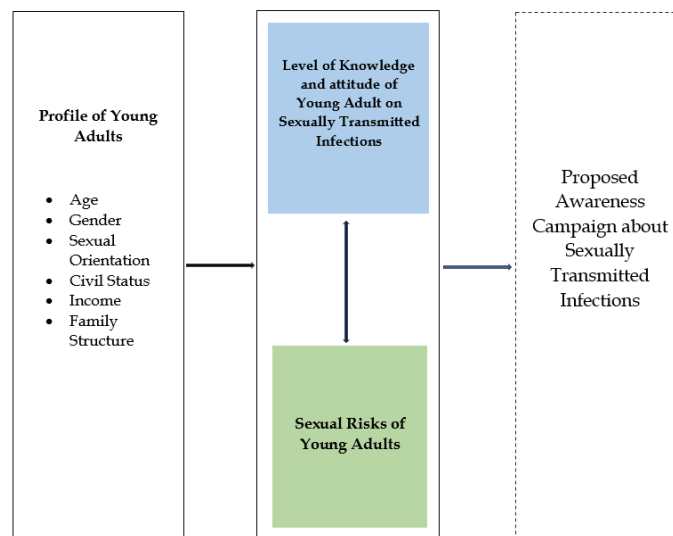 Profile of Young
Adults
• Age
• Gender
• Sexual
Orientation
• Civil Status
• Income
• Family
Structure
Level of Knowledge
and attitude of
Young Adult on
Sexually Transmitted
Infections
Sexual Risks of
Young Adults
Proposed
Awareness
Campaign about
Sexually
Transmitted
Infections